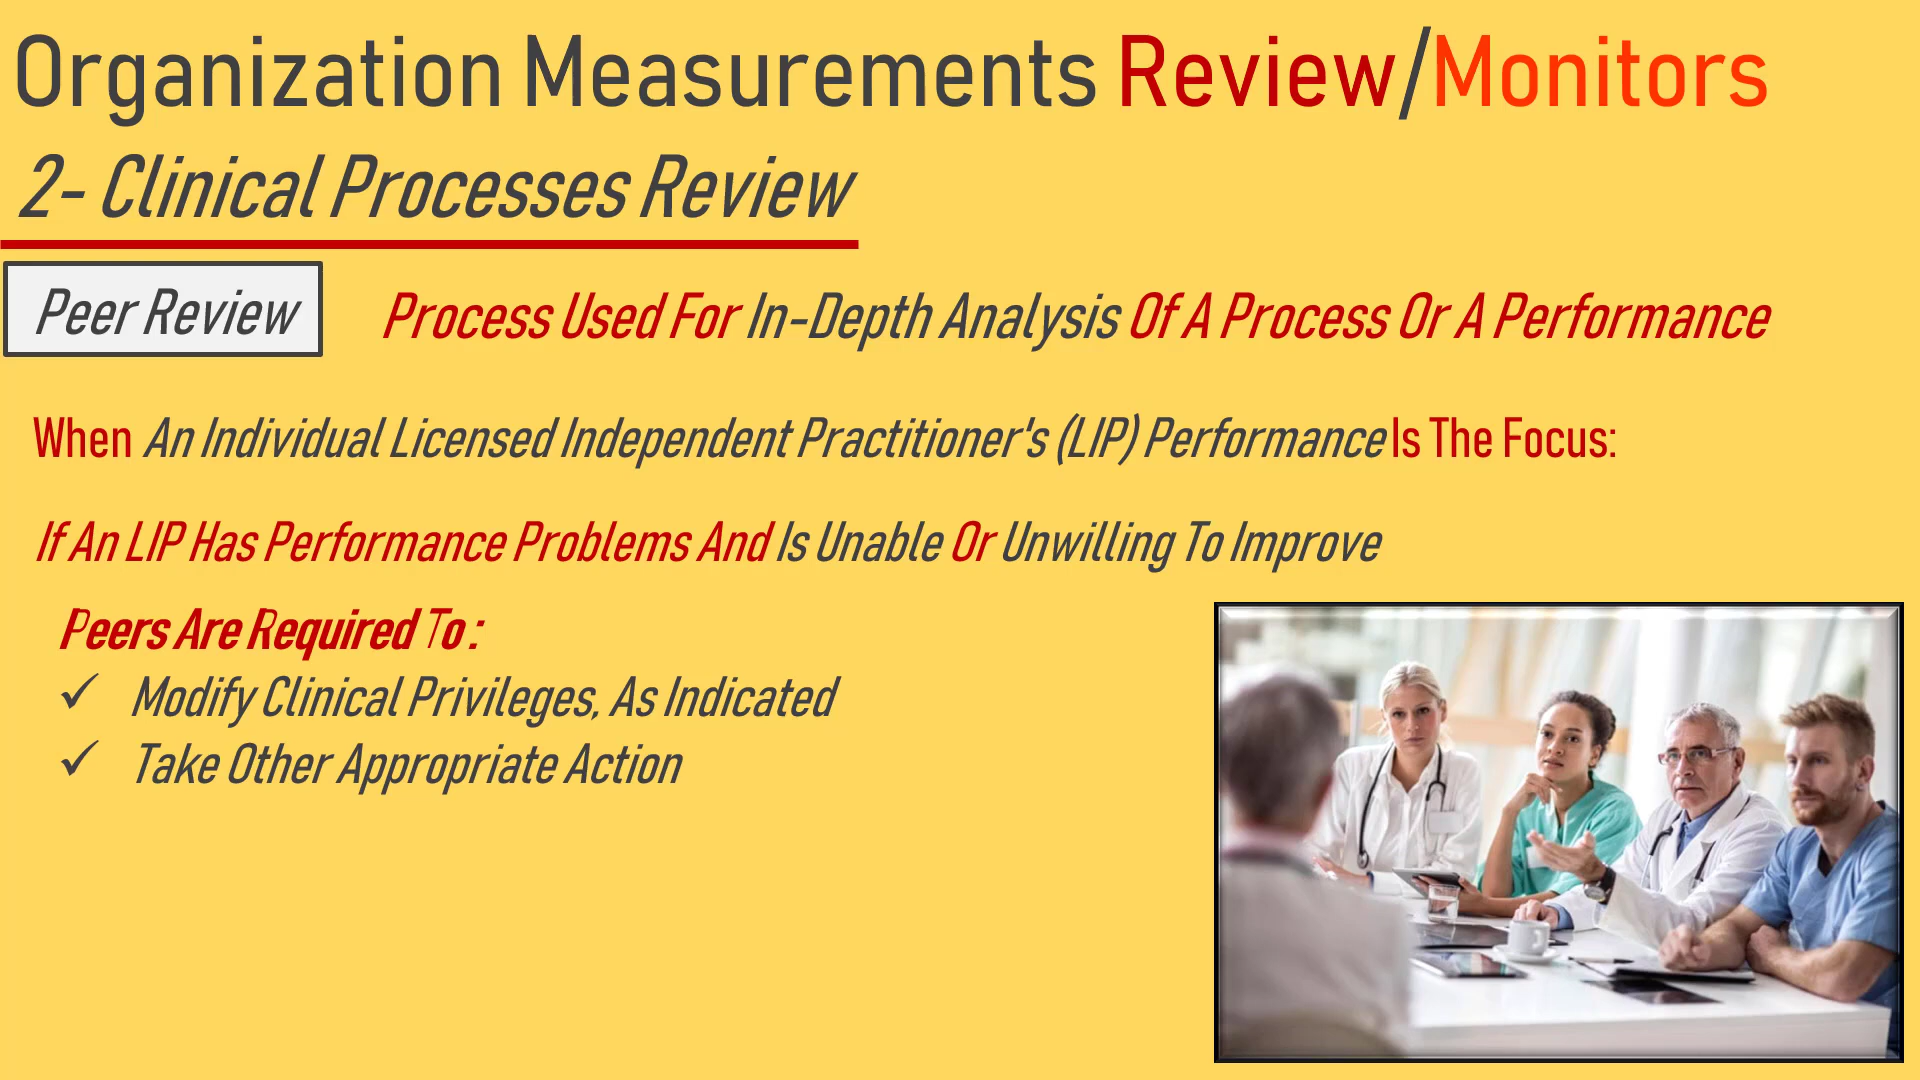 Organization Measurements Review/Monitors
2- Clinical Processes Review
Peer Review
Process Used For In-Depth Analysis Of A Process Or A Performance
When An Individual Licensed Independent Practitioner's (LIP) Performance Is The Focus:
If An LIP Has Performance Problems And Is Unable Or Unwilling To Improve
Peers Are Required To :
✓ Modify Clinical Privileges, As Indicated
✓ Take Other Appropriate Action